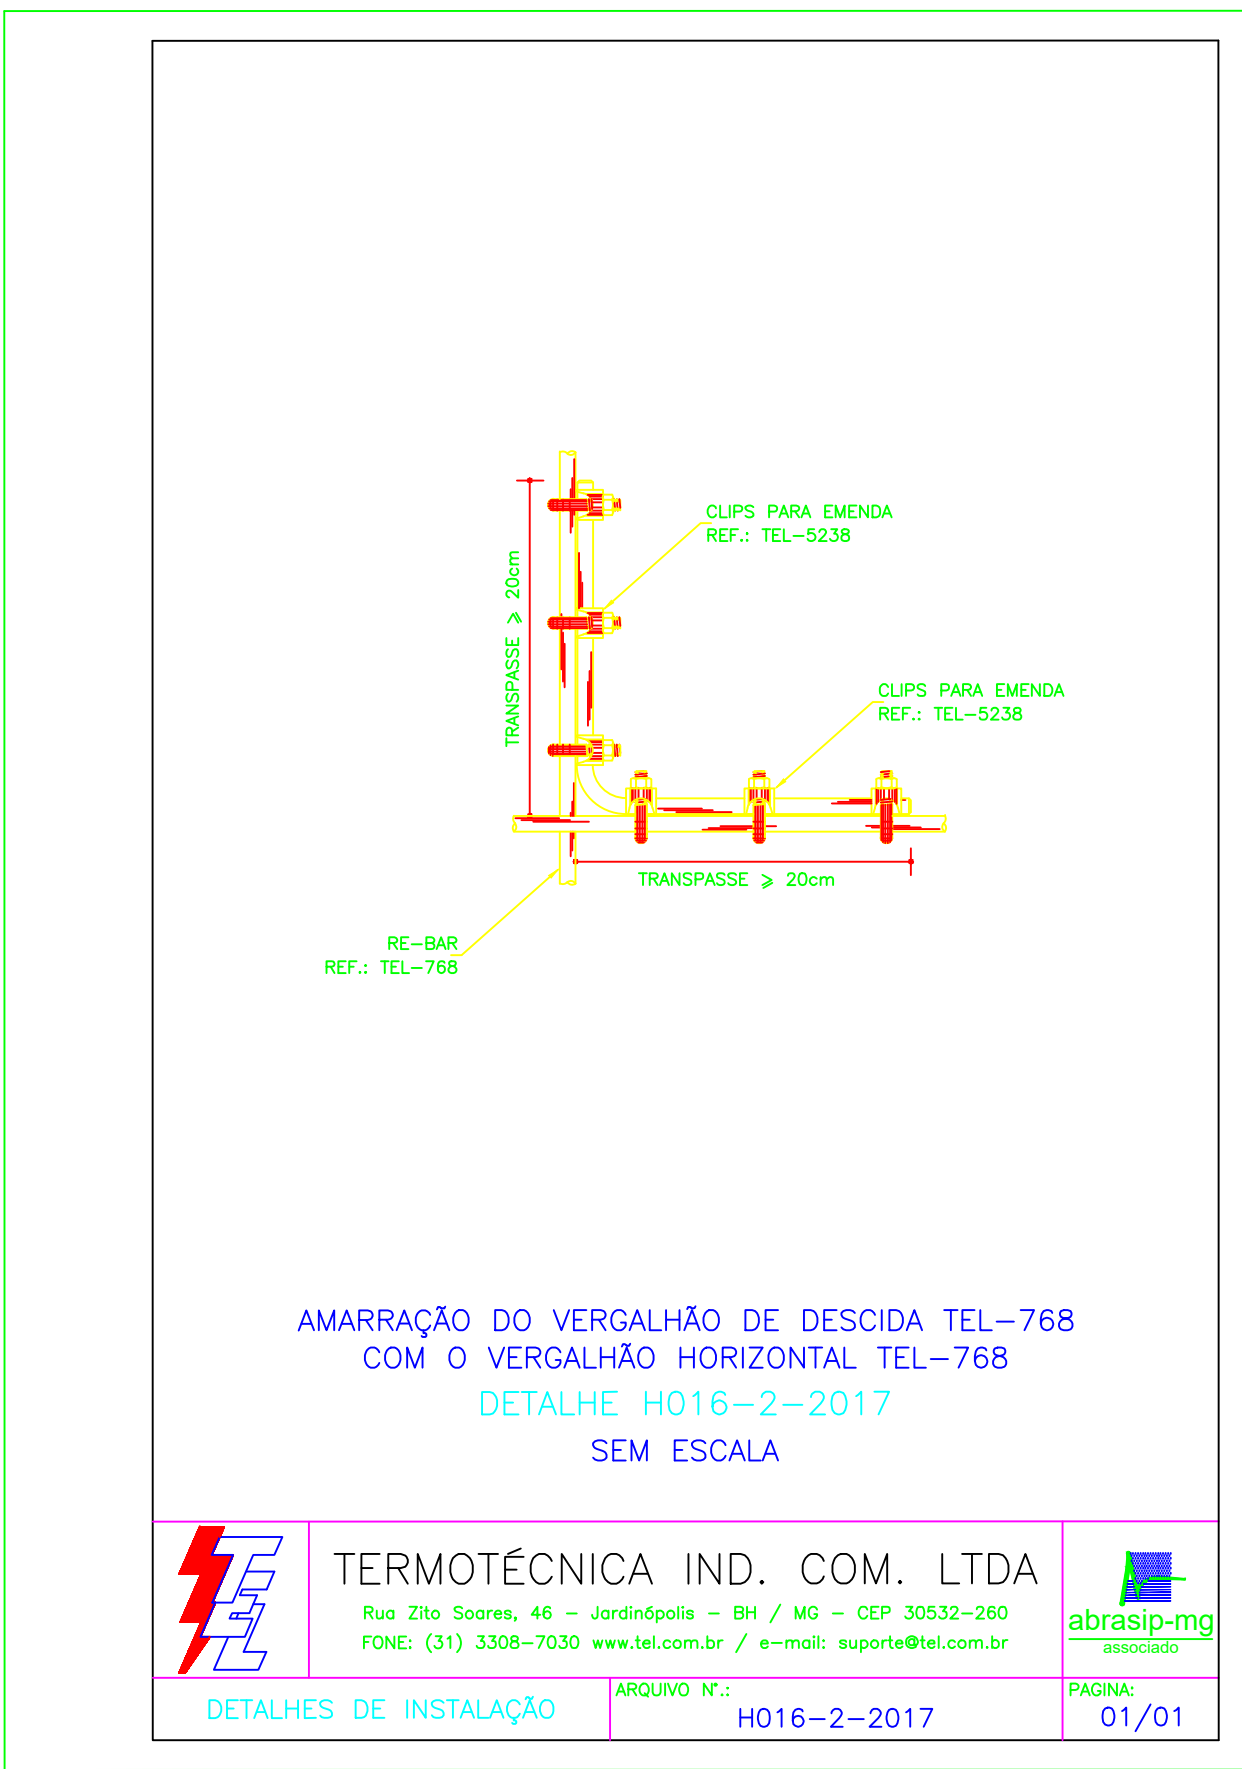 CLIPS PARA EMENDA
REF.: TEL-5238
TRANSPASSE ⩾ 20cm
CLIPS PARA EMENDA
REF.: TEL-5238
TRANSPASSE ⩾ 20cm
RE-BAR
REF.: TEL-768
AMARRAÇÃO DO VERGALHÃO DE DESCIDA TEL-768
COM O VERGALHÃO HORIZONTAL TEL-768
DETALHE H016-2-2017
SEM ESCALA
TEL
TERMOTÉCNICA IND. COM. LTDA
Rua Zito Soares, 46 - Jardinópolis - BH / MG - CEP 30532-260
FONE: (31) 3308-7030 www.tel.com.br / e-mail: suporte@tel.com.br
abrasip-mg
associado
DETALHES DE INSTALAÇÃO
ARQUIVO N°.:
H016-2-2017
PAGINA:
01/01